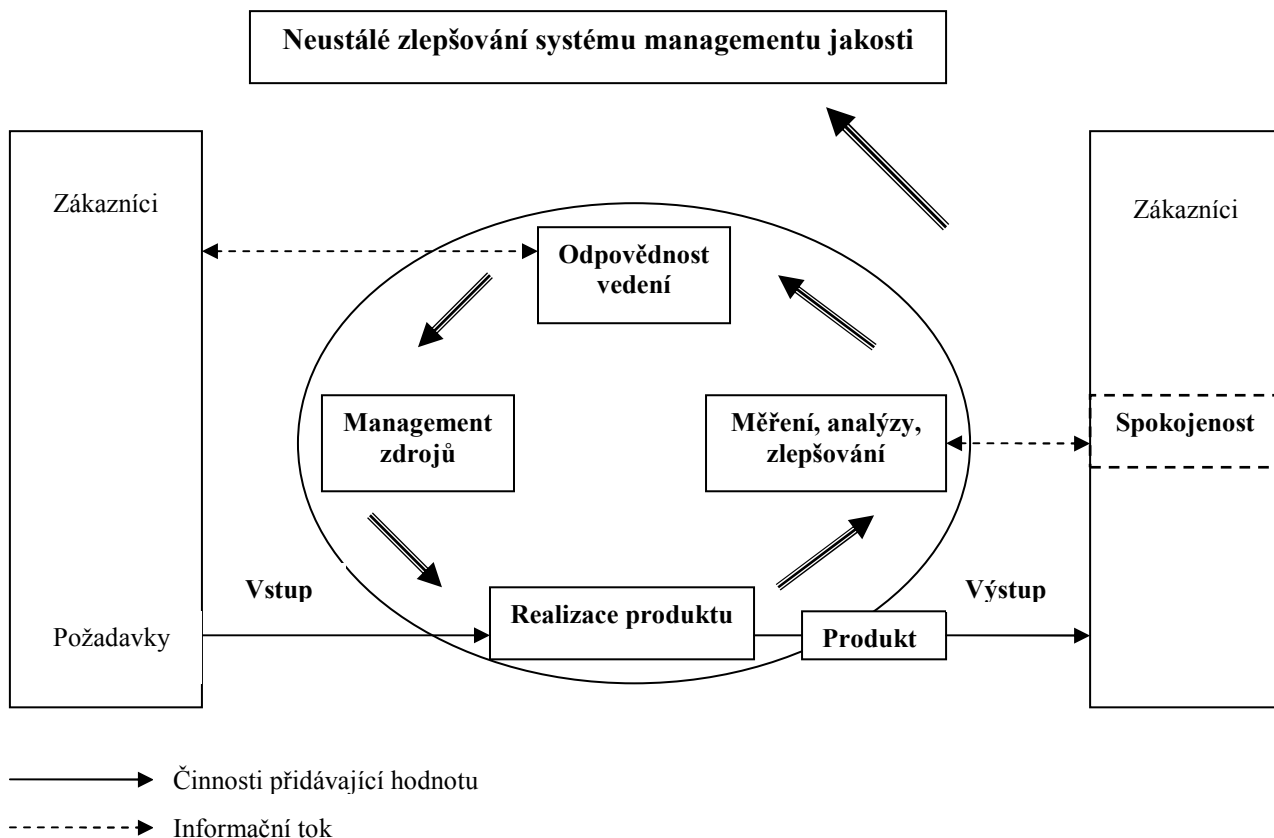 Neustálé zlepšování systému managementu jakosti
Zákazníci
Zákazníci
Odpovědnost
vedení
Management
zdrojů
Měření, analýzy,
zlepšování
Spokojenost
Vstup
Výstup
Požadavky
Realizace produktu
Produkt
Činnosti přidávající hodnotu
Informační tok